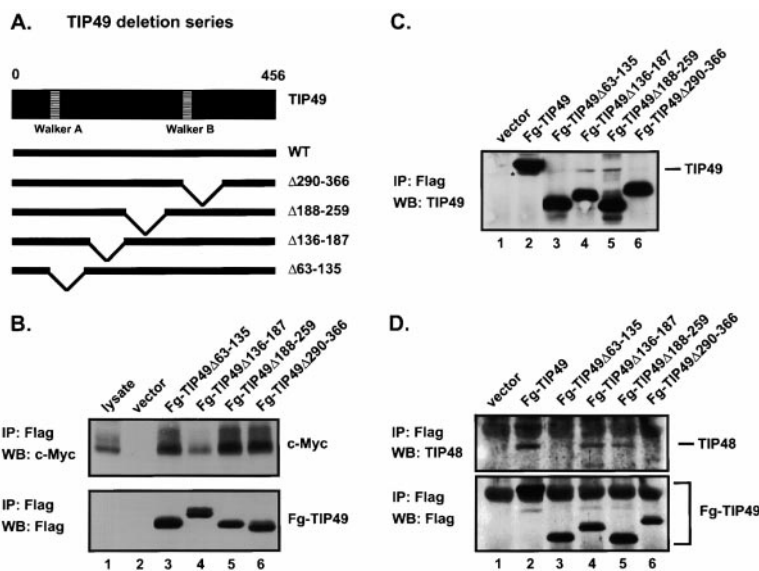 A. TIP49 deletion series
0 456
TIP49
Walker A Walker B
WT
Δ290-366
Δ188-259
Δ136-187
Δ63-135
B.
lysate
vector
Fg-TIP49Δ63-135
Fg-TIP49Δ136-187
Fg-TIP49Δ188-259
Fg-TIP49Δ290-366
IP: Flag
WB: c-Myc
c-Myc
IP: Flag
WB: Flag
Fg-TIP49
1 2 3 4 5 6
C.
vector
Fg-TIP49
Fg-TIP49Δ63-135
Fg-TIP49Δ136-187
Fg-TIP49Δ188-259
Fg-TIP49Δ290-366
IP: Flag
WB: TIP49
TIP49
1 2 3 4 5 6
D.
vector
Fg-TIP49
Fg-TIP49Δ63-135
Fg-TIP49Δ136-187
Fg-TIP49Δ188-259
Fg-TIP49Δ290-366
IP: Flag
WB: TIP48
TIP48
IP: Flag
WB: Flag
Fg-TIP49
1 2 3 4 5 6